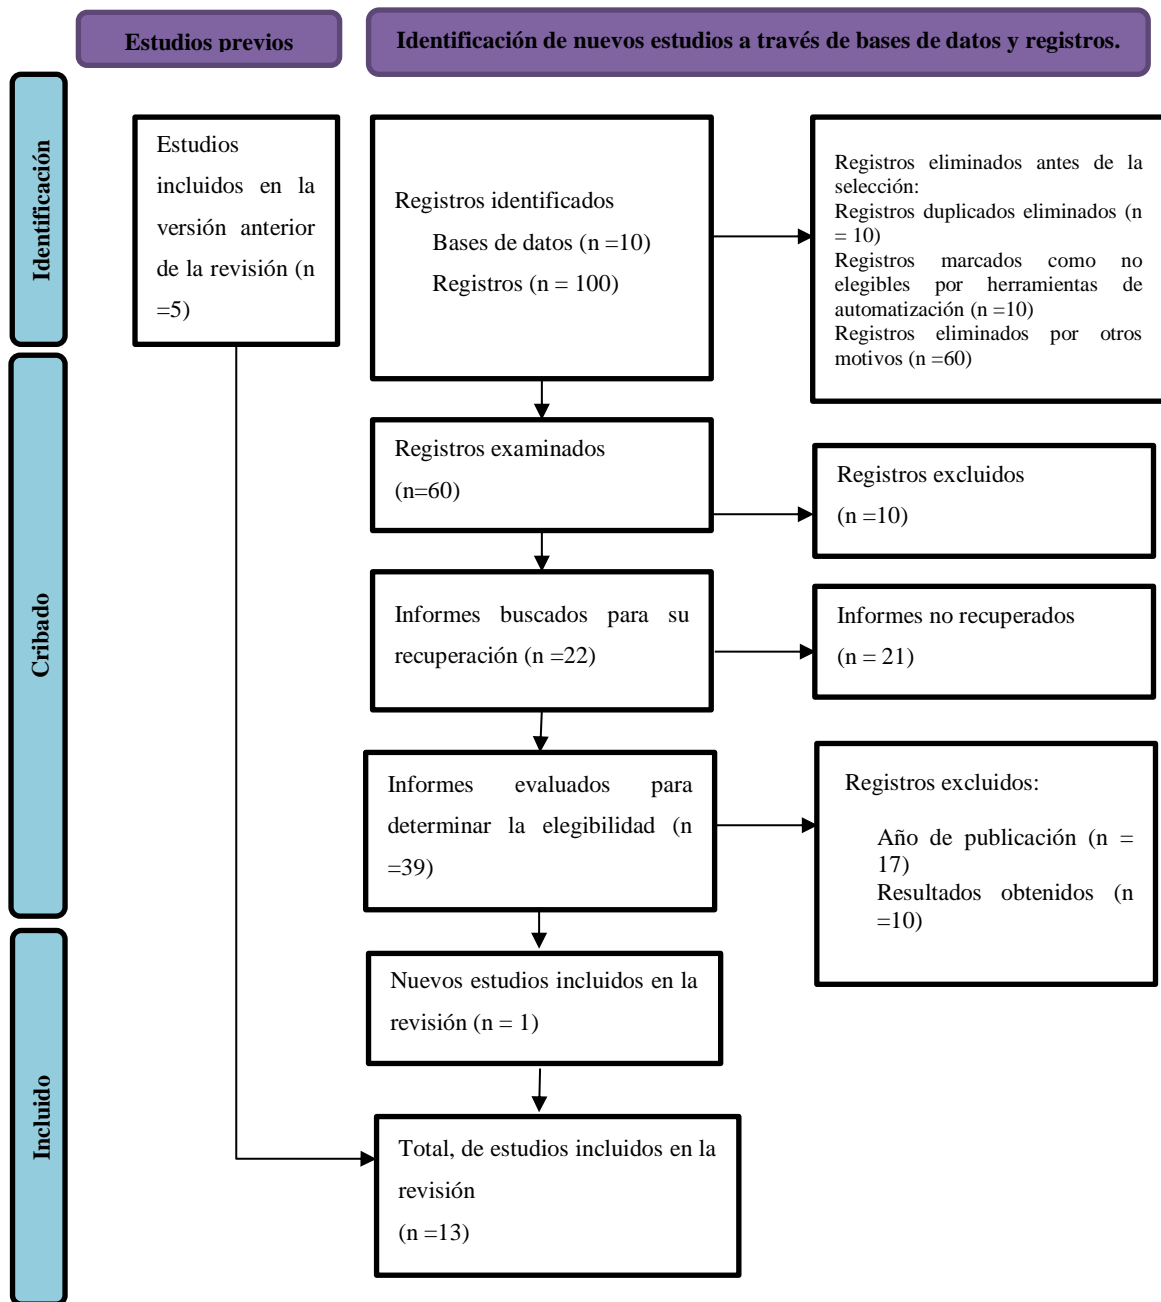 Estudios previos
Identificación de nuevos estudios a través de bases de datos y registros.
Identificación
Estudios
incluidos en la
versión anterior
de la revisión (n
=5)
Registros identificados
Bases de datos (n =10)
Registros (n = 100)
Registros eliminados antes de la
selección:
Registros duplicados eliminados (n
= 10)
Registros marcados como no
elegibles por herramientas de
automatización (n =10)
Registros eliminados por otros
motivos (n =60)
Cribado
Registros examinados
(n=60)
Registros excluidos
(n =10)
Informes buscados para su
recuperación (n =22)
Informes no recuperados
(n = 21)
Informes evaluados para
determinar la elegibilidad (n
=39)
Registros excluidos:
Año de publicación (n =
17)
Resultados obtenidos (n
=10)
Incluido
Nuevos estudios incluidos en la
revisión (n = 1)
Total, de estudios incluidos en la
revisión
(n =13)